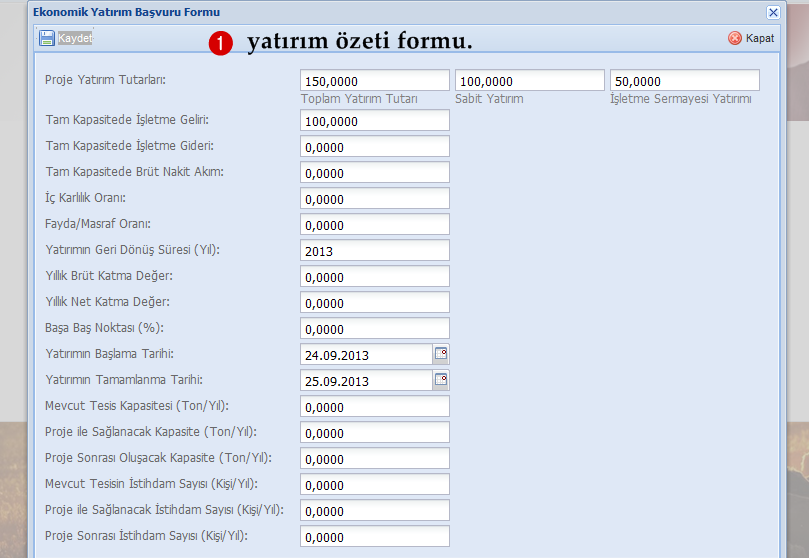 Ekonomik Yatırım Başvuru Formu
Kaydet
1 yatırım özeti formu.
Kapat
Proje Yatırım Tutarları: 150,0000 100,0000 50,0000
Toplam Yatırım Tutarı Sabit Yatırım İşletme Sermayesi Yatırımı
Tam Kapasitede İşletme Geliri: 100,0000
Tam Kapasitede İşletme Gideri: 0,0000
Tam Kapasitede Brüt Nakit Akım: 0,0000
İç Karlılık Oranı: 0,0000
Fayda/Masraf Oranı: 0,0000
Yatırımın Geri Dönüş Süresi (Yıl): 2013
Yıllık Brüt Katma Değer: 0,0000
Yıllık Net Katma Değer: 0,0000
Başa Baş Noktası (%): 0,0000
Yatırımın Başlama Tarihi: 24.09.2013
Yatırımın Tamamlanma Tarihi: 25.09.2013
Mevcut Tesis Kapasitesi (Ton/Yıl): 0,0000
Proje ile Sağlanacak Kapasite (Ton/Yıl): 0,0000
Proje Sonrası Oluşacak Kapasite (Ton/Yıl): 0,0000
Mevcut Tesisin İstihdam Sayısı (Kişi/Yıl): 0,0000
Proje ile Sağlanacak İstihdam Sayısı (Kişi/Yıl): 0,0000
Proje Sonrası İstihdam Sayısı (Kişi/Yıl): 0,0000